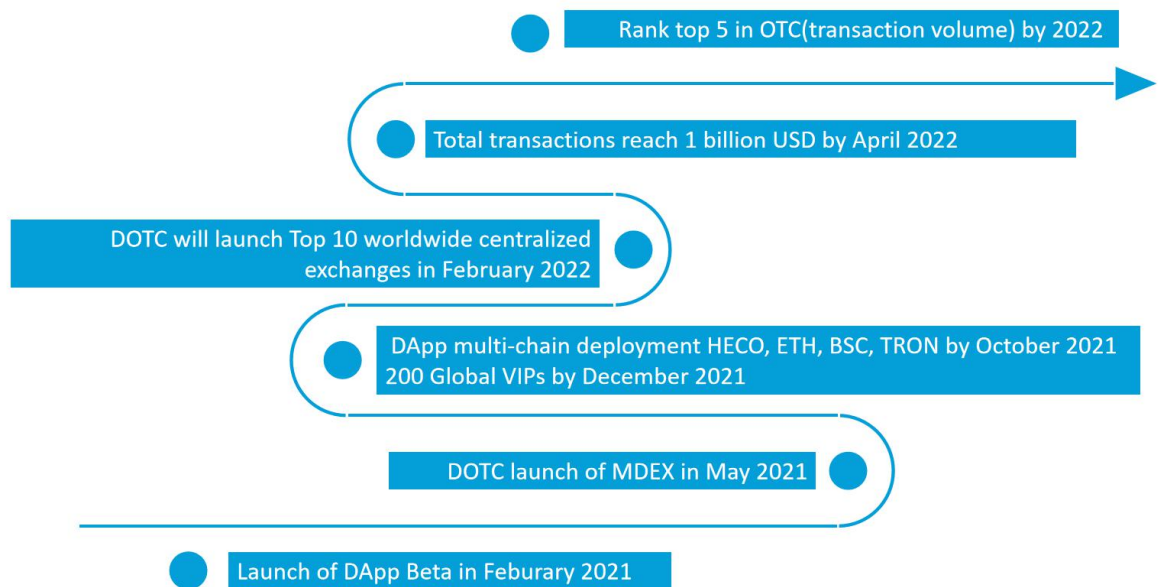 Rank top 5 in OTC(transaction volume) by 2022
Total transactions reach 1 billion USD by April 2022
DOTC will launch Top 10 worldwide centralized
exchanges in February 2022
DApp multi-chain deployment HECO, ETH, BSC, TRON by October 2021
200 Global VIPs by December 2021
DOTC launch of MDEX in May 2021
Launch of DApp Beta in Feburary 2021